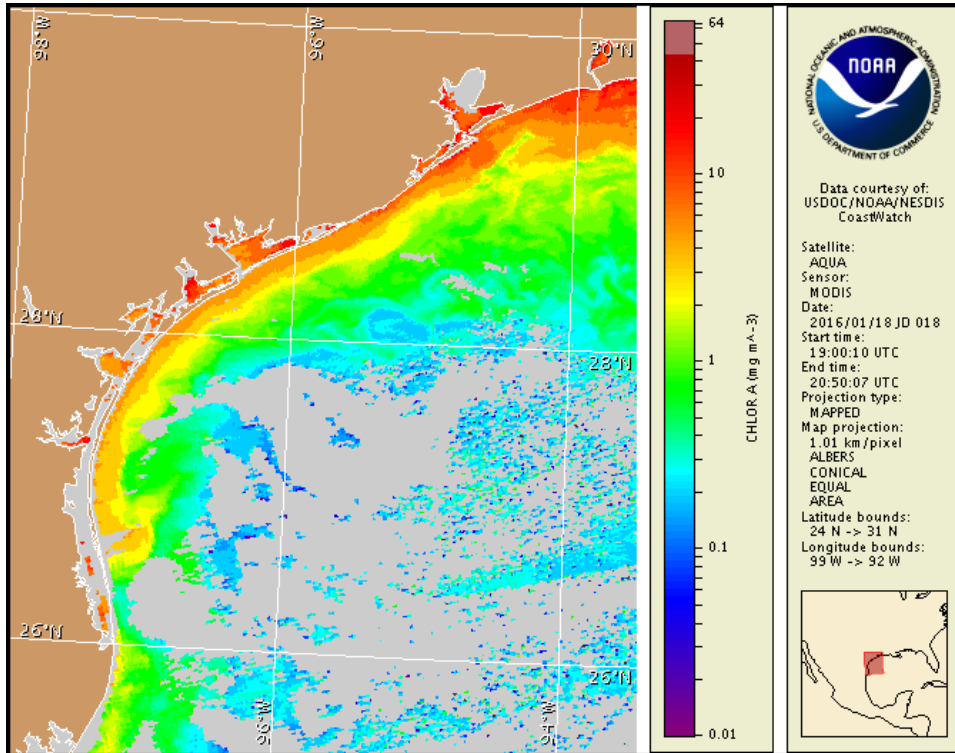 98°W
96°W
30°N
28°N
28°N
26°N
26°N
96°W
94°W
64
10
1
0.1
0.01
CHLOR A (mg m^-3)
NATIONAL OCEANIC AND ATMOSPHERIC ADMINISTRATION
NOAA
U.S. DEPARTMENT OF COMMERCE
Data courtesy of:
USDOC/NOAA/NESDIS
CoastWatch
Satellite:
AQUA
Sensor:
MODIS
Date:
2016/01/18 JD 018
Start time:
19:00:10 UTC
End time:
20:50:07 UTC
Projection type:
MAPPED
Map projection:
1.01 km/pixel
ALBERS
CONICAL
EQUAL
AREA
Latitude bounds:
24 N -> 31 N
Longitude bounds:
99 W -> 92 W